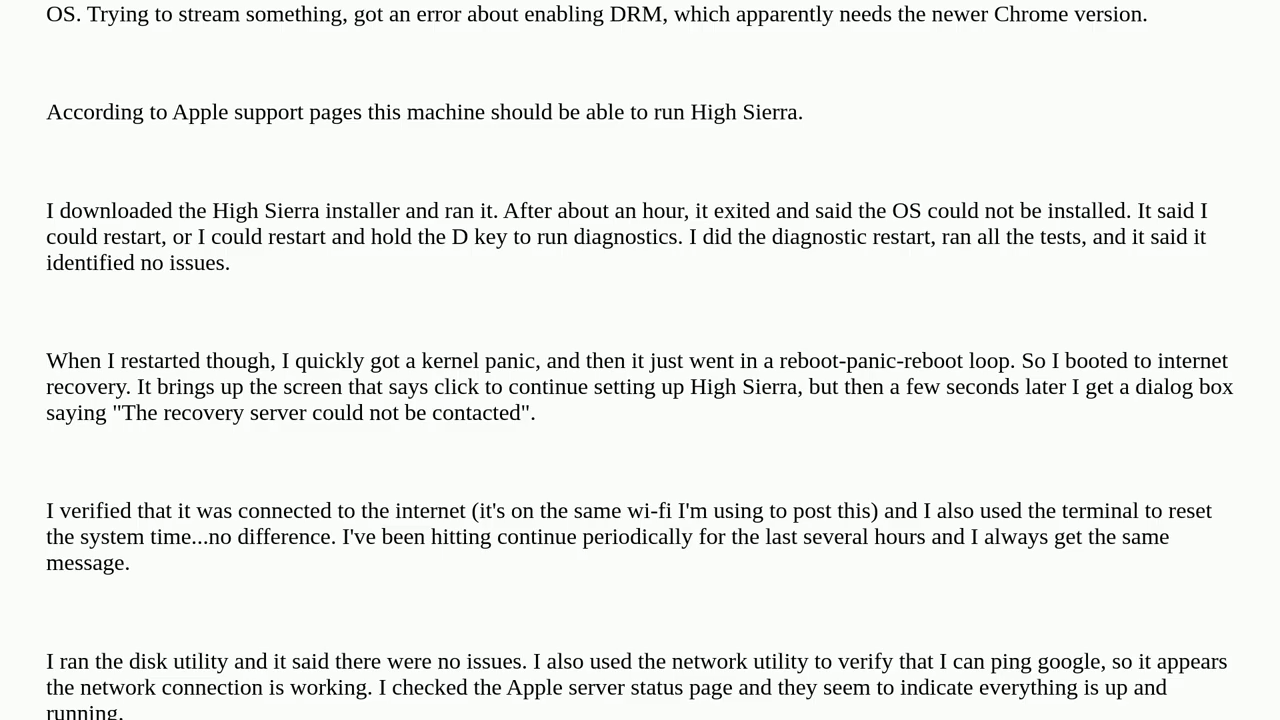 OS. Trying to stream something, got an error about enabling DRM, which apparently needs the newer Chrome version.
According to Apple support pages this machine should be able to run High Sierra.
I downloaded the High Sierra installer and ran it. After about an hour, it exited and said the OS could not be installed. It said I
could restart, or I could restart and hold the D key to run diagnostics. I did the diagnostic restart, ran all the tests, and it said it
identified no issues.
When I restarted though, I quickly got a kernel panic, and then it just went in a reboot-panic-reboot loop. So I booted to internet
recovery. It brings up the screen that says click to continue setting up High Sierra, but then a few seconds later I get a dialog box
saying "The recovery server could not be contacted".
I verified that it was connected to the internet (it's on the same wi-fi I'm using to post this) and I also used the terminal to reset
the system time...no difference. I've been hitting continue periodically for the last several hours and I always get the same
message.
I ran the disk utility and it said there were no issues. I also used the network utility to verify that I can ping google, so it appears
the network connection is working. I checked the Apple server status page and they seem to indicate everything is up and
running.